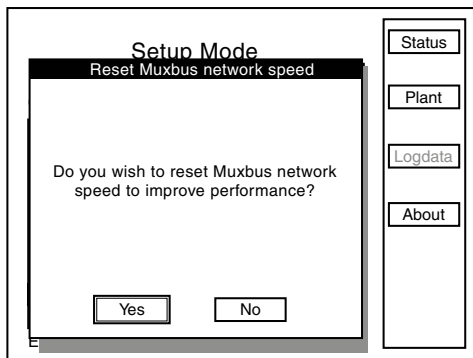 Setup Mode
Reset Muxbus network speed
Do you wish to reset Muxbus network
speed to improve performance?
Yes
No
E
Status
Plant
Logdata
About